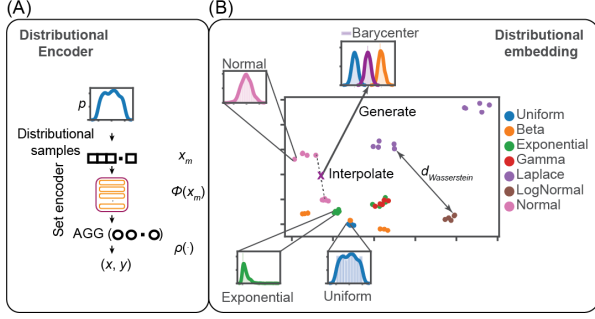 (A)
Distributional
Encoder
p
Distributional
samples
x_m
Set encoder
Φ(x_m)
AGG ( )
ρ(·)
(x, y)
(B)
Barycenter
Distributional
embedding
Normal
Generate
Interpolate
d_Wasserstein
Uniform
Beta
Exponential
Gamma
Laplace
LogNormal
Normal
Exponential
Uniform